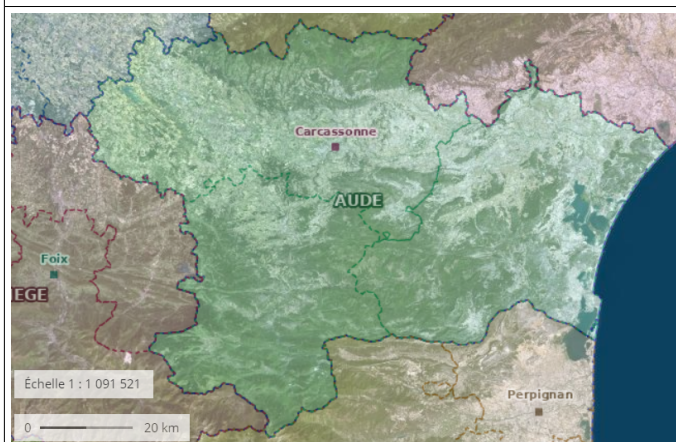 Carcassonne
AUDE
Foix
EGE
Échelle 1 : 1 091 521
Perpignan
0 20 km